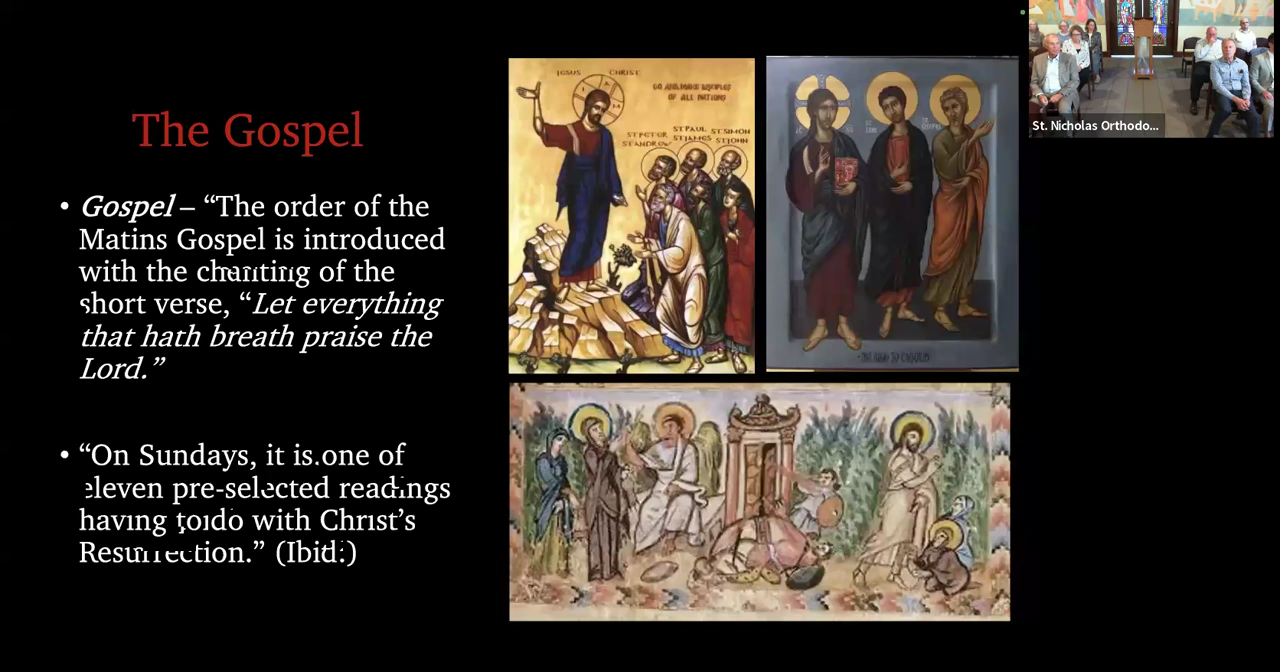 The Gospel
• Gospel – “The order of the
Matins Gospel is introduced
with the chanting of the
short verse, “Let everything
that hath breath praise the
Lord.”
• “On Sundays, it is one of
eleven pre-selected readings
having to do with Christ’s
Resurrection.” (Ibid.)
JESUS CHRIST
GO AND MAKE DISCIPLES
OF ALL NATIONS
ST PAUL ST SIMON
ST PETER ST JAMES ST JOHN
ST ANDREW
St. Nicholas Orthodo...